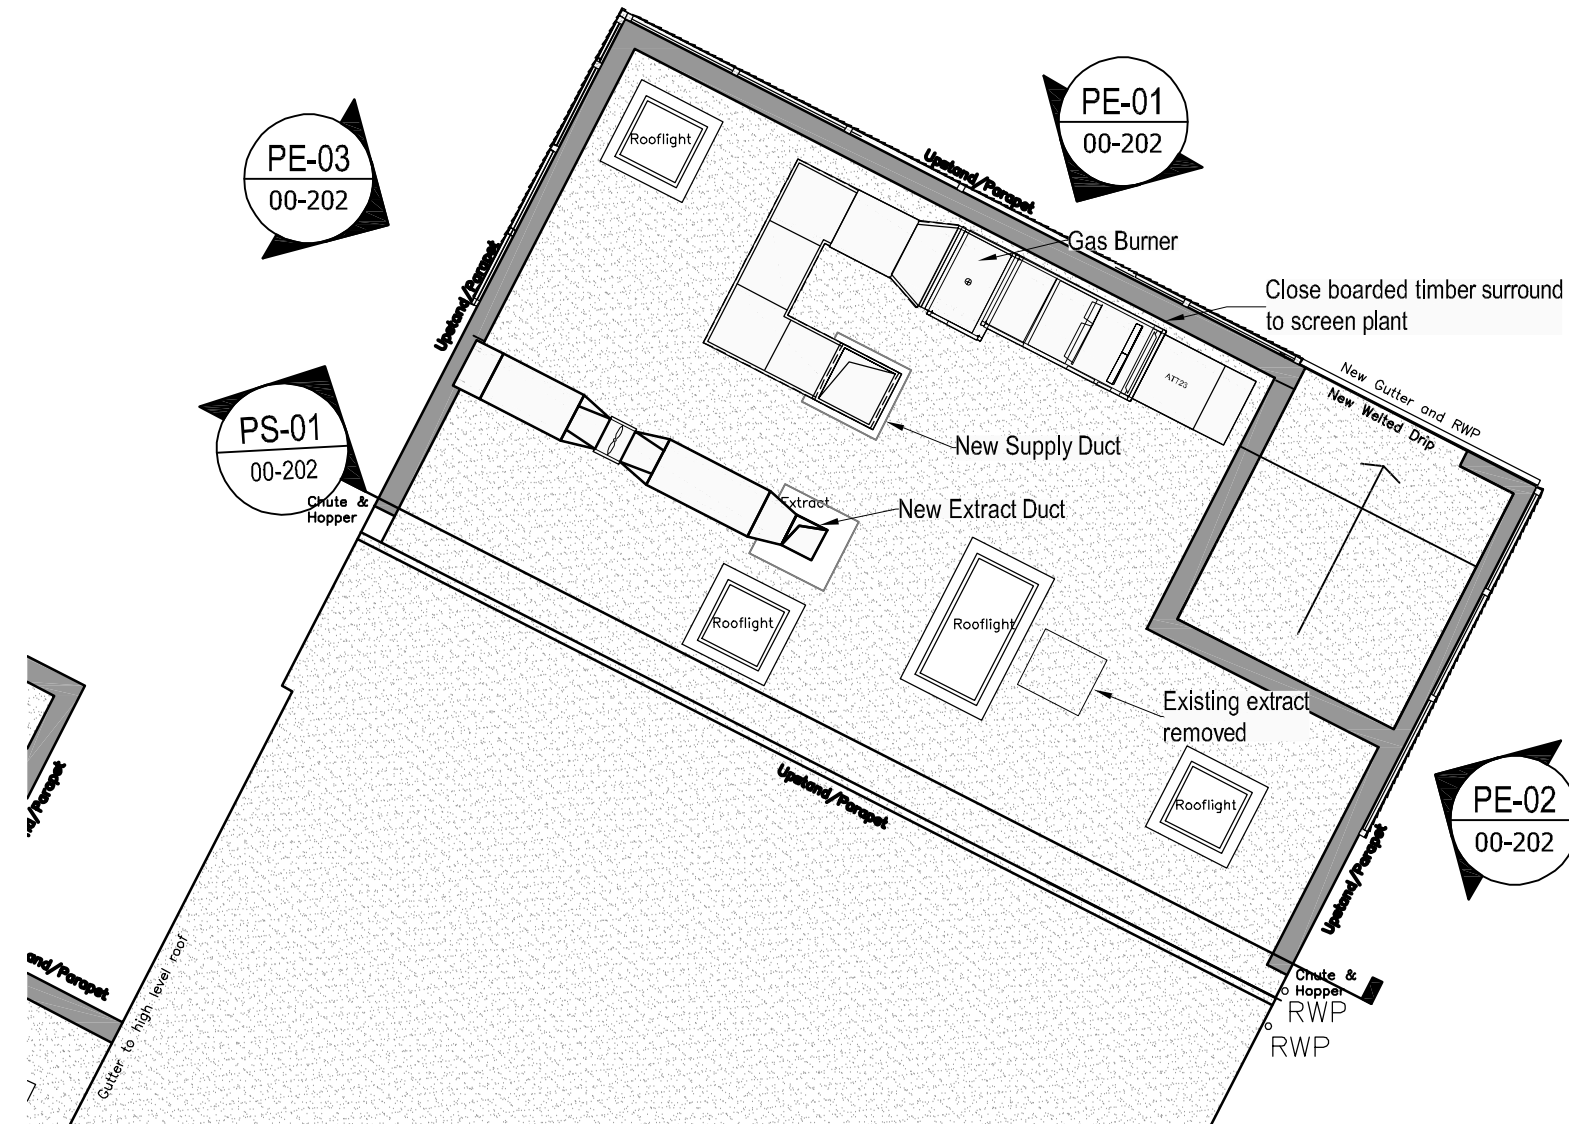 PE-01
00-202
PE-03
00-202
Rooflight
Upstand/Parapet
Gas Burner
Upstand/Parapet
Close boarded timber surround
to screen plant
New Gutter and RWP
New Welted Drip
ATT23
PS-01
00-202
New Supply Duct
Chute &
Hopper
Extract
New Extract Duct
Rooflight
Rooflight
Existing extract
removed
Upstand/Parapet
Rooflight
PE-02
00-202
Upstand/Parapet
nd/Parapet
and/Parapet
Gutter to high level roof
Chute &
Hopper
RWP
RWP